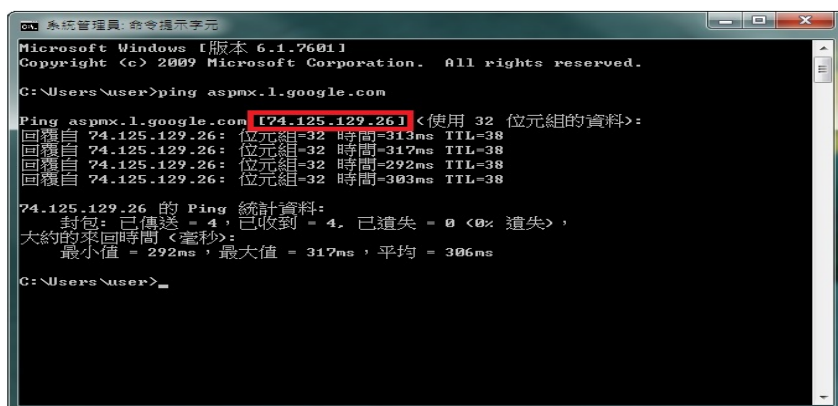 系統管理員: 命令提示字元
Microsoft Windows [版本 6.1.7601]
Copyright (c) 2009 Microsoft Corporation.  All rights reserved.
C:\Users\user>ping aspmx.l.google.com
Ping aspmx.l.google.com [74.125.129.26] (使用 32 位元組的資料):
回覆自 74.125.129.26: 位元組=32 時間=313ms TTL=38
回覆自 74.125.129.26: 位元組=32 時間=317ms TTL=38
回覆自 74.125.129.26: 位元組=32 時間=292ms TTL=38
回覆自 74.125.129.26: 位元組=32 時間=303ms TTL=38
74.125.129.26 的 Ping 統計資料:
封包: 已傳送 = 4，已收到 = 4, 已遺失 = 0 (0% 遺失)，
大約的來回時間 (毫秒):
最小值 = 292ms，最大值 = 317ms，平均 = 306ms
C:\Users\user>_